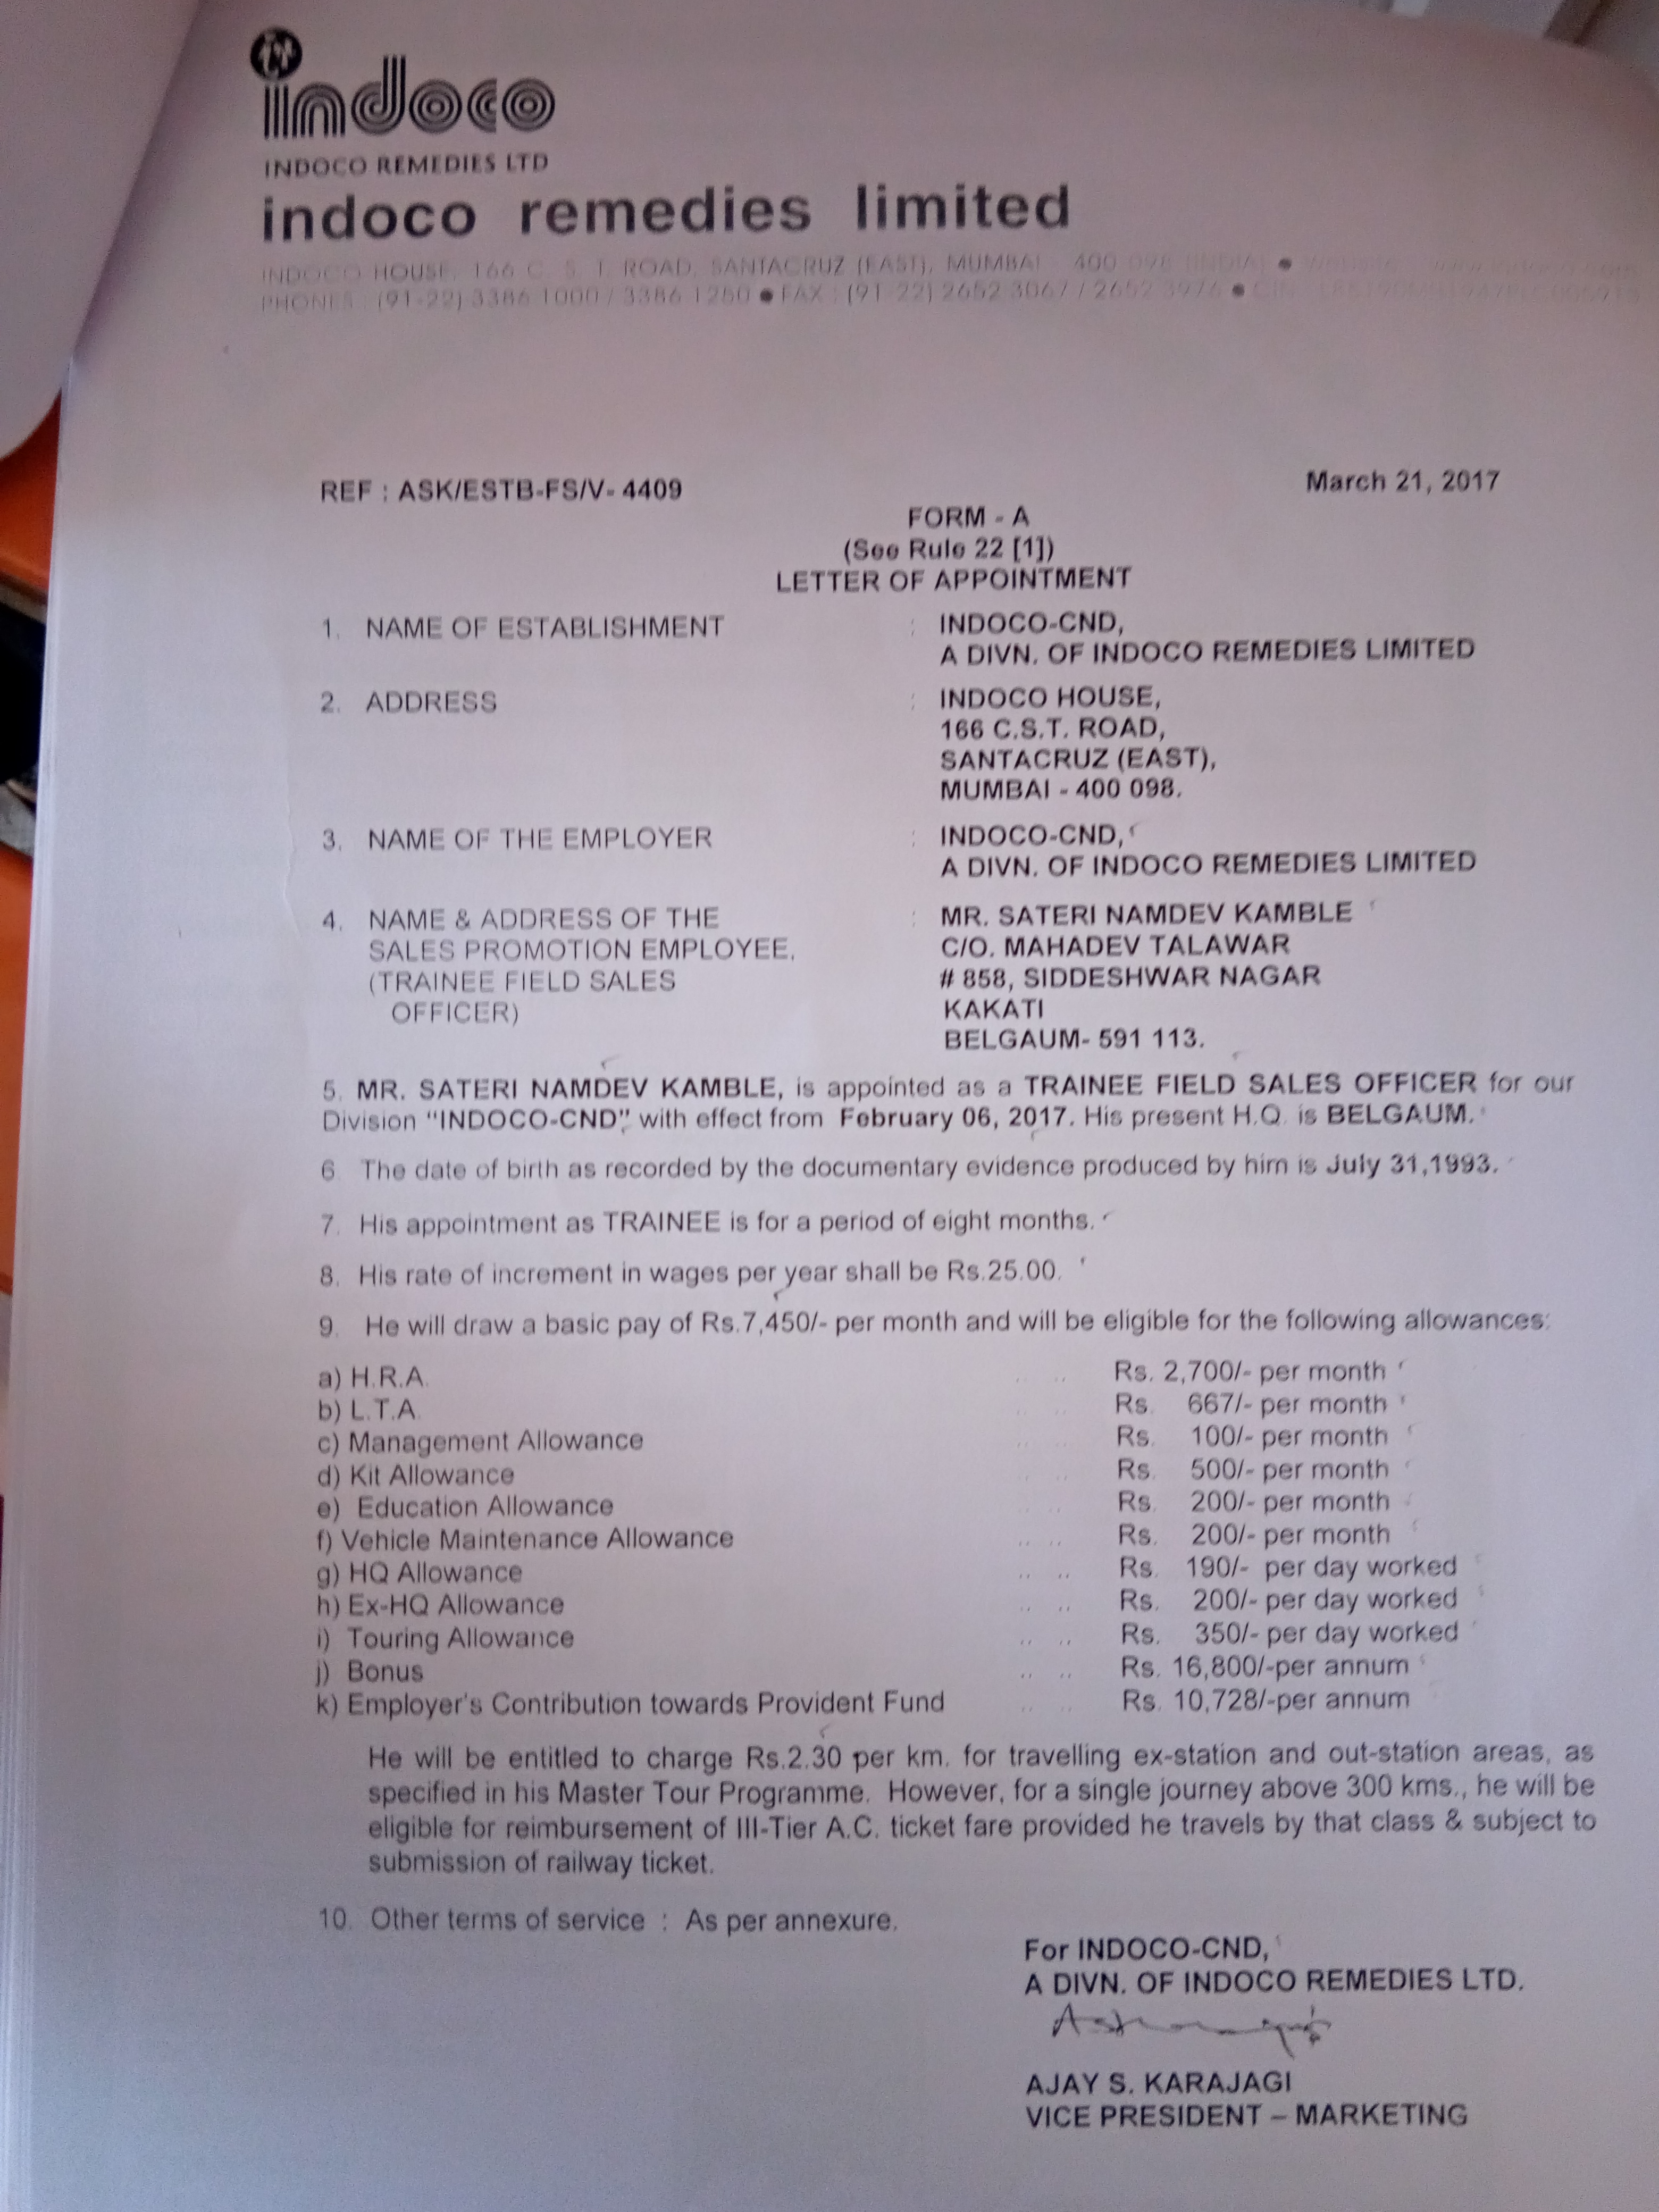 indoco
INDOCO REMEDIES LTD
indoco remedies limited
INDOCO HOUSE, 166 C. S. T. ROAD, SANTACRUZ (EAST), MUMBAI - 400 098 (INDIA) ● Website : www.indoco.com
PHONES : (91-22) 3386 1000 / 3386 1250 ● FAX : (91-22) 2652 3067 / 2652 3976 ● CIN :
REF : ASK/ESTB-FS/V- 4409 March 21, 2017
FORM - A
(See Rule 22 [1])
LETTER OF APPOINTMENT
1. NAME OF ESTABLISHMENT : INDOCO-CND,
A DIVN. OF INDOCO REMEDIES LIMITED
2. ADDRESS : INDOCO HOUSE,
166 C.S.T. ROAD,
SANTACRUZ (EAST),
MUMBAI - 400 098.
3. NAME OF THE EMPLOYER : INDOCO-CND,
A DIVN. OF INDOCO REMEDIES LIMITED
4. NAME & ADDRESS OF THE : MR. SATERI NAMDEV KAMBLE
SALES PROMOTION EMPLOYEE, C/O. MAHADEV TALAWAR
(TRAINEE FIELD SALES # 858, SIDDESHWAR NAGAR
OFFICER) KAKATI
BELGAUM- 591 113.
5. MR. SATERI NAMDEV KAMBLE, is appointed as a TRAINEE FIELD SALES OFFICER for our
Division "INDOCO-CND" with effect from February 06, 2017. His present H.Q. is BELGAUM.
6. The date of birth as recorded by the documentary evidence produced by him is July 31,1993.
7. His appointment as TRAINEE is for a period of eight months.
8. His rate of increment in wages per year shall be Rs.25.00.
9. He will draw a basic pay of Rs.7,450/- per month and will be eligible for the following allowances:
a) H.R.A. .. .. Rs. 2,700/- per month
b) L.T.A. .. .. Rs. 667/- per month
c) Management Allowance .. .. Rs. 100/- per month
d) Kit Allowance .. .. Rs. 500/- per month
e) Education Allowance .. .. Rs. 200/- per month
f) Vehicle Maintenance Allowance .. .. Rs. 200/- per month
g) HQ Allowance .. .. Rs. 190/- per day worked
h) Ex-HQ Allowance .. .. Rs. 200/- per day worked
i) Touring Allowance .. .. Rs. 350/- per day worked
j) Bonus .. .. Rs. 16,800/-per annum
k) Employer's Contribution towards Provident Fund .. .. Rs. 10,728/-per annum
He will be entitled to charge Rs.2.30 per km. for travelling ex-station and out-station areas, as
specified in his Master Tour Programme. However, for a single journey above 300 kms., he will be
eligible for reimbursement of III-Tier A.C. ticket fare provided he travels by that class & subject to
submission of railway ticket.
10. Other terms of service : As per annexure.
For INDOCO-CND,
A DIVN. OF INDOCO REMEDIES LTD.
AJAY S. KARAJAGI
VICE PRESIDENT – MARKETING